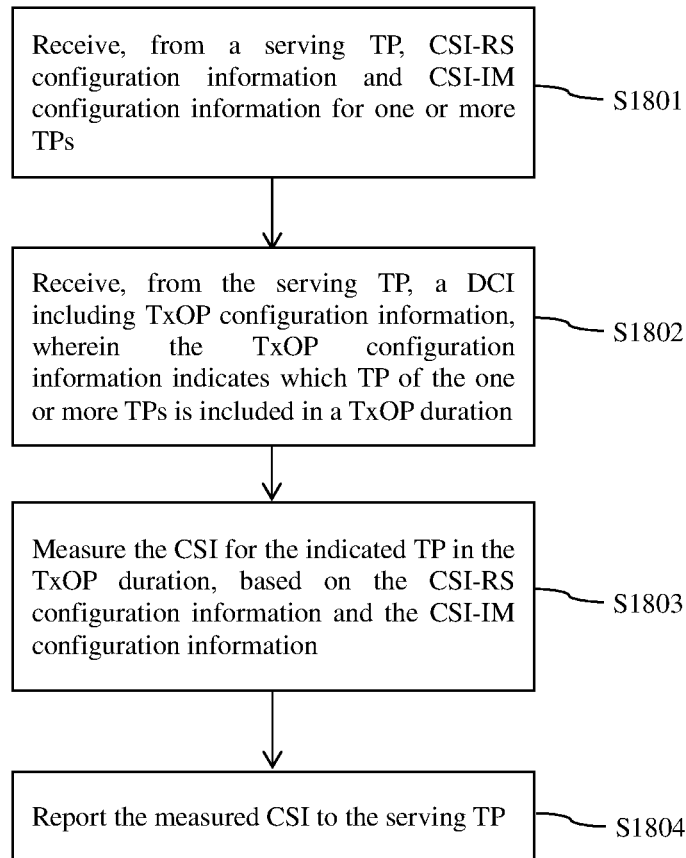 Receive, from a serving TP, CSI-RS
configuration information and CSI-IM
configuration information for one or more
TPs
S1801
Receive, from the serving TP, a DCI
including TxOP configuration information,
wherein the TxOP configuration
information indicates which TP of the one
or more TPs is included in a TxOP duration
S1802
Measure the CSI for the indicated TP in the
TxOP duration, based on the CSI-RS
configuration information and the CSI-IM
configuration information
S1803
Report the measured CSI to the serving TP
S1804